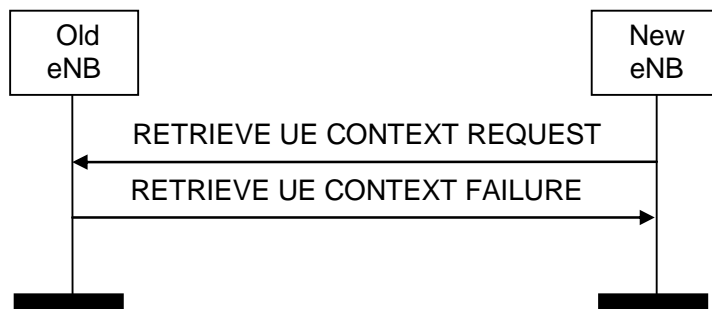 Old
eNB
New
eNB
RETRIEVE UE CONTEXT REQUEST
RETRIEVE UE CONTEXT FAILURE